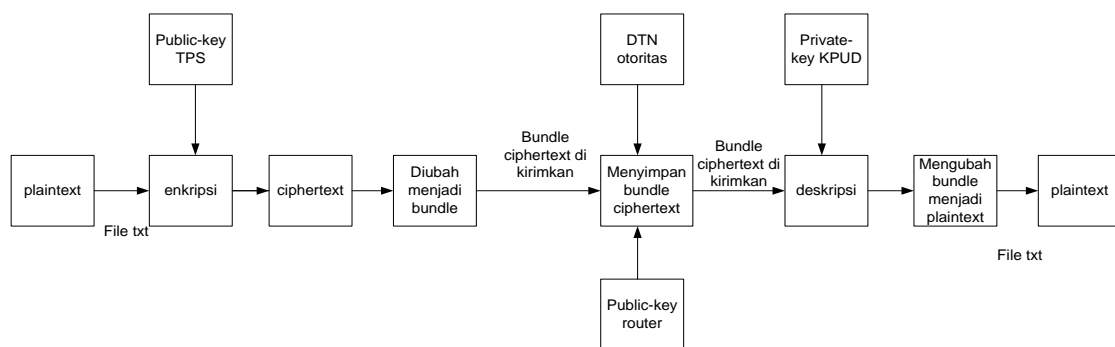 Public-key
TPS
DTN
otoritas
Private-
key KPUD
plaintext
File txt
enkripsi
ciphertext
Diubah
menjadi
bundle
Bundle
ciphertext di
kirimkan
Menyimpan
bundle
ciphertext
Bundle
ciphertext di
kirimkan
deskripsi
Mengubah
bundle
menjadi
plaintext
plaintext
File txt
Public-key
router